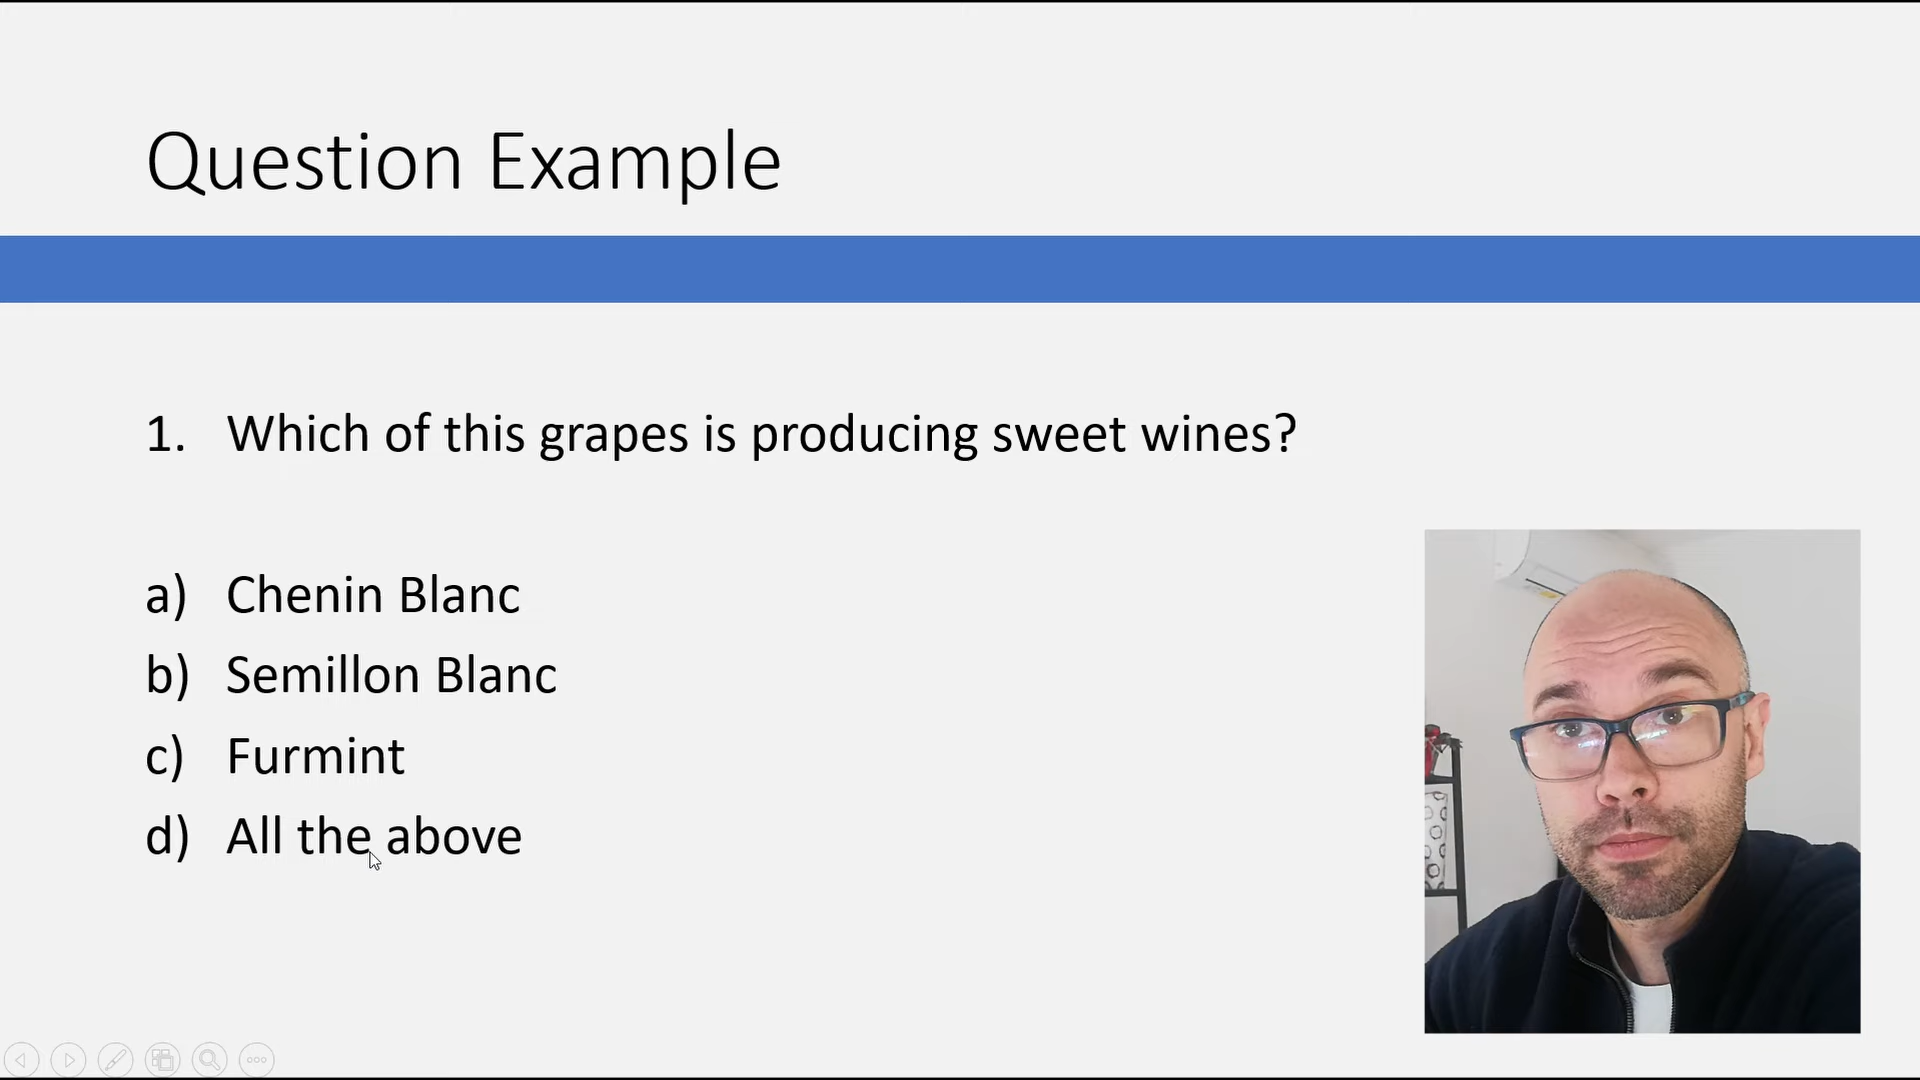 Question Example
1. Which of this grapes is producing sweet wines?
a) Chenin Blanc
b) Semillon Blanc
c) Furmint
d) All the above